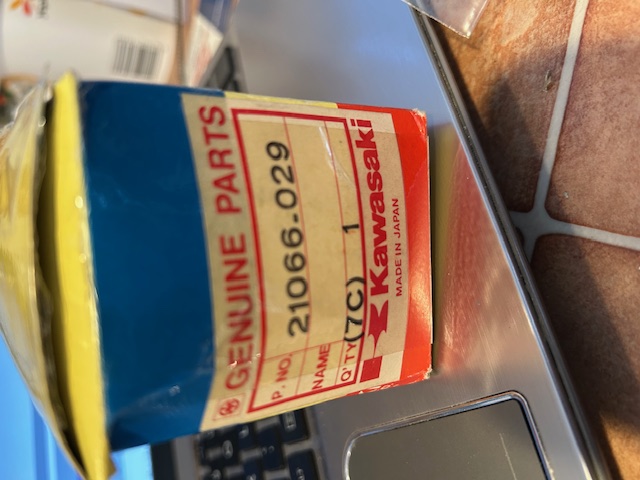 GENUINE PARTS
P. NO. 21066-029
NAME
Q'TY (7C) 1
Kawasaki
MADE IN JAPAN